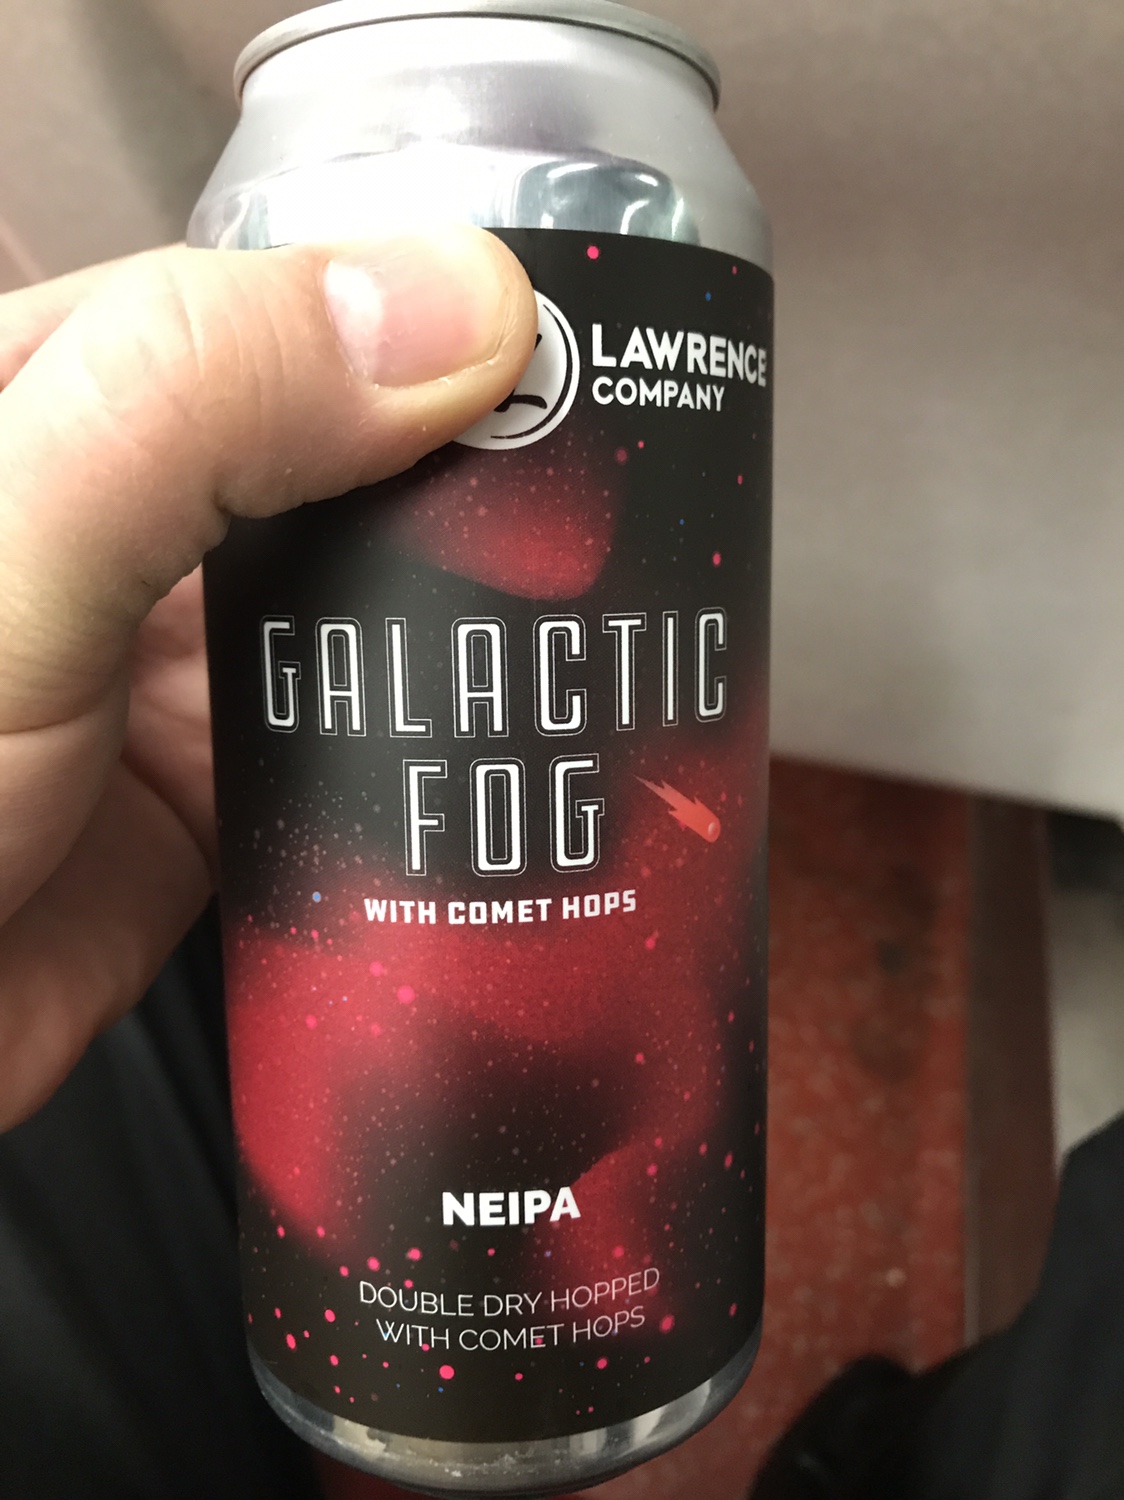 LAWRENCE
COMPANY
GALACTIC
FOG
WITH COMET HOPS
NEIPA
DOUBLE DRY HOPPED
WITH COMET HOPS